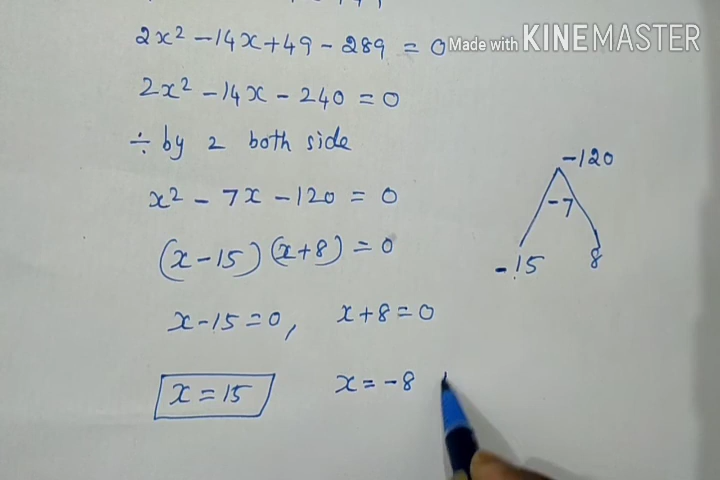 2x² - 14x + 49 - 289 = 0
Made with KINEMASTER
2x² - 14x - 240 = 0
÷ by 2 both side
x² - 7x - 120 = 0
(x - 15) (x + 8) = 0
x - 15 = 0, x + 8 = 0
x = 15 x = -8
-120
-7
-15 8